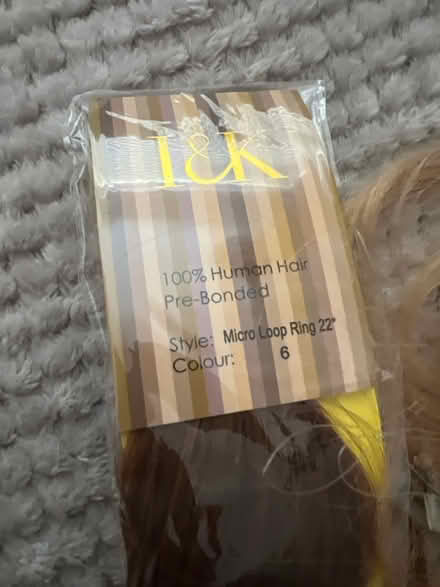 I&K
100% Human Hair
Pre-Bonded
Style: Micro Loop Ring 22"
Colour: 6